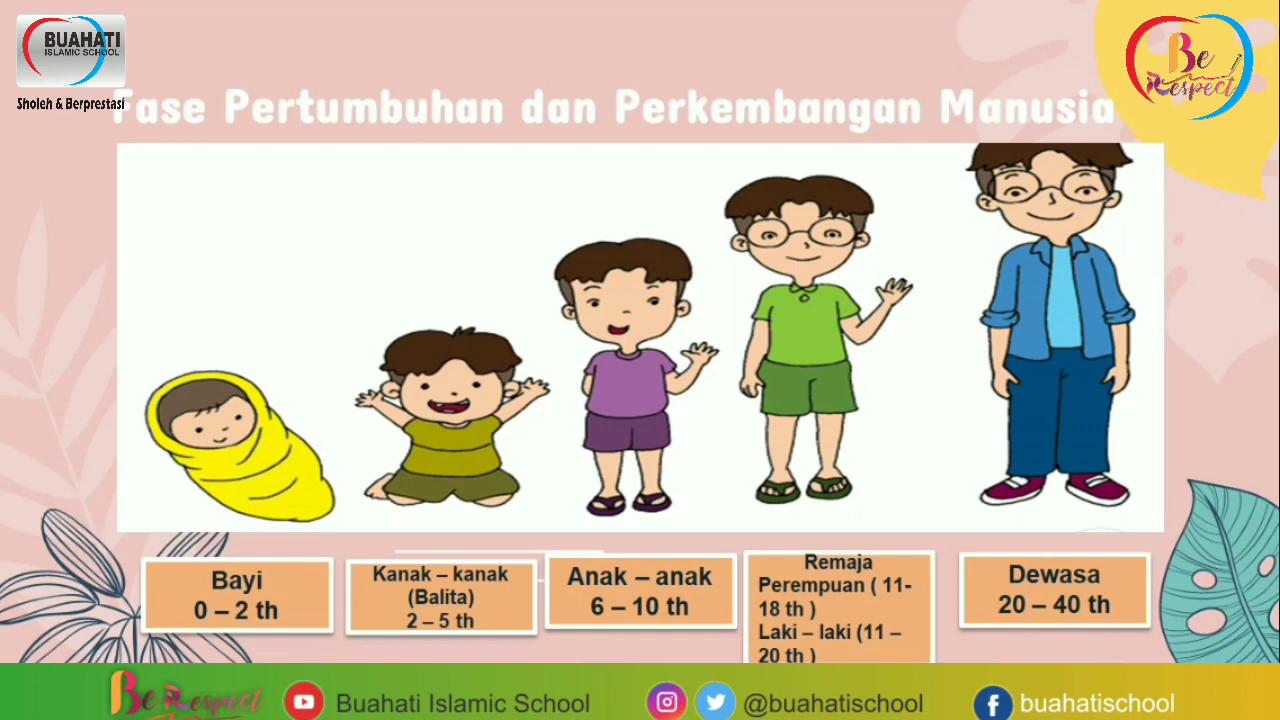 BUAHATI
ISLAMIC SCHOOL
Sholeh & Berprestasi
Be
Respect
Fase Pertumbuhan dan Perkembangan Manusia
Bayi
0 – 2 th
Kanak – kanak
(Balita)
2 – 5 th
Anak – anak
6 – 10 th
Remaja
Perempuan ( 11-
18 th )
Laki – laki (11 –
20 th )
Dewasa
20 – 40 th
Be Respect
Buahati Islamic School
@buahatischool
buahatischool